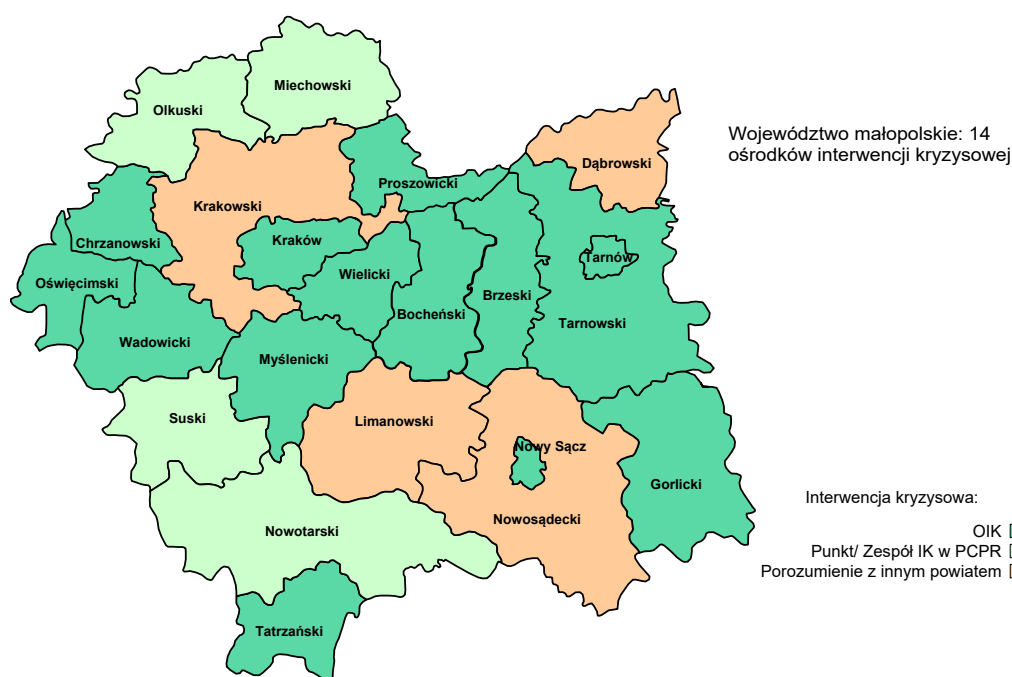 Miechowski
Olkuski
Dąbrowski
Województwo małopolskie: 14
ośrodków interwencji kryzysowej
Proszowicki
Krakowski
Chrzanowski
Kraków
Wielicki
Tarnów
Oświęcimski
Brzeski
Bocheński
Tarnowski
Wadowicki
Myślenicki
Suski
Limanowski
Nowy Sącz
Gorlicki
Nowosądecki
Nowotarski
Tatrzański
Interwencja kryzysowa:
OIK
Punkt/ Zespół IK w PCPR
Porozumienie z innym powiatem